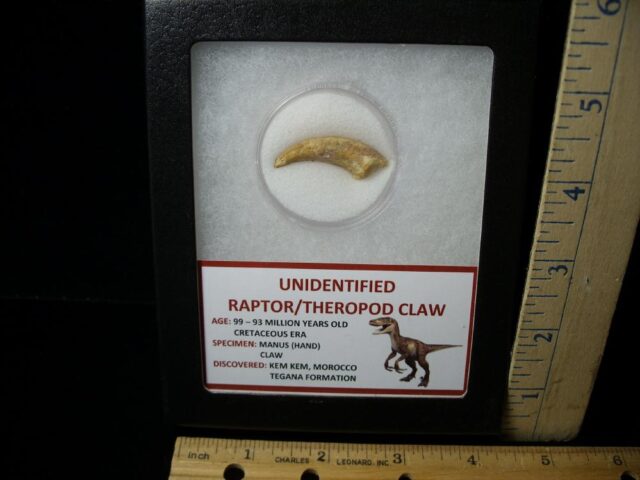 UNIDENTIFIED
RAPTOR/THEROPOD CLAW
AGE: 99 – 93 MILLION YEARS OLD
CRETACEOUS ERA
SPECIMEN: MANUS (HAND)
CLAW
DISCOVERED: KEM KEM, MOROCCO
TEGANA FORMATION
6
5
4
3
2
1
inch 1 CHARLES 2 LEONARD, INC. 3 4 5 6